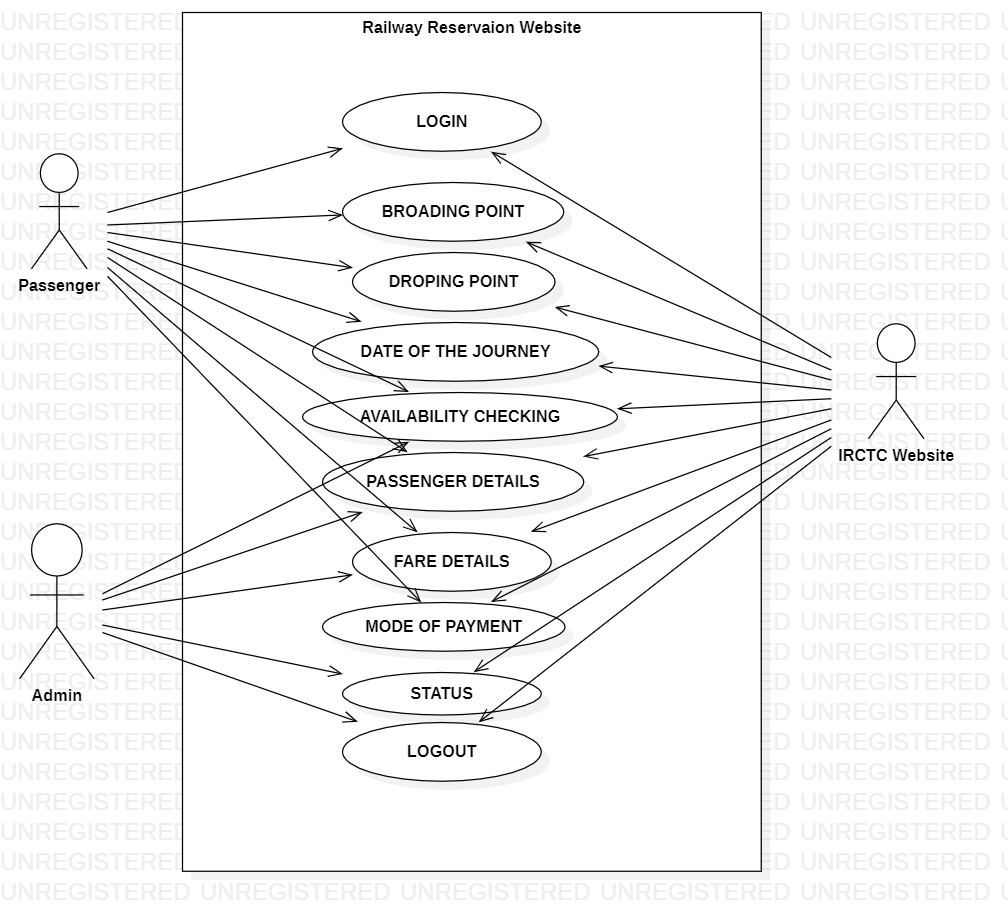 Railway Reservaion Website
LOGIN
BROADING POINT
DROPING POINT
Passenger
DATE OF THE JOURNEY
AVAILABILITY CHECKING
IRCTC Website
PASSENGER DETAILS
FARE DETAILS
MODE OF PAYMENT
STATUS
Admin
LOGOUT
UNREGISTERED UNREGISTERED UNREGISTERED UNREGISTERED UNREGISTERED